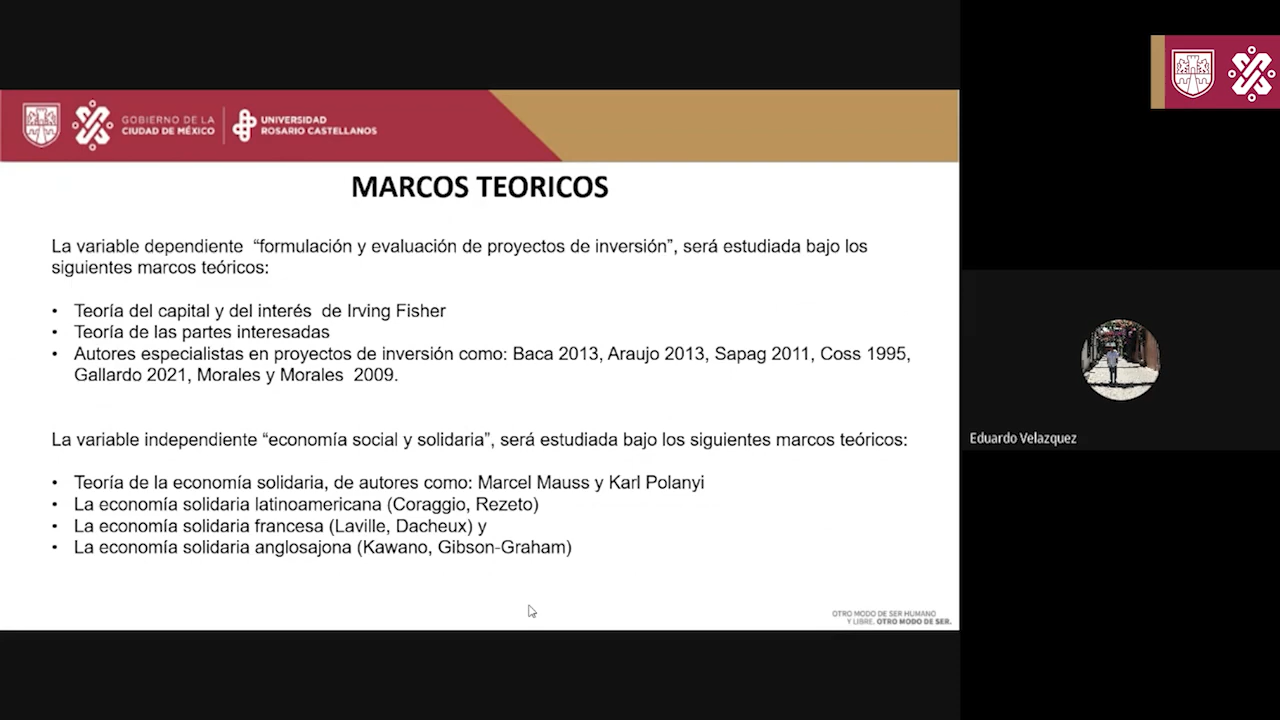 GOBIERNO DE LA
CIUDAD DE MÉXICO
UNIVERSIDAD
ROSARIO CASTELLANOS
MARCOS TEORICOS
La variable dependiente “formulación y evaluación de proyectos de inversión”, será estudiada bajo los
siguientes marcos teóricos:
• Teoría del capital y del interés de Irving Fisher
• Teoría de las partes interesadas
• Autores especialistas en proyectos de inversión como: Baca 2013, Araujo 2013, Sapag 2011, Coss 1995,
Gallardo 2021, Morales y Morales 2009.
La variable independiente “economía social y solidaria”, será estudiada bajo los siguientes marcos teóricos:
• Teoría de la economía solidaria, de autores como: Marcel Mauss y Karl Polanyi
• La economía solidaria latinoamericana (Coraggio, Rezeto)
• La economía solidaria francesa (Laville, Dacheux) y
• La economía solidaria anglosajona (Kawano, Gibson-Graham)
OTRO MODO DE SER HUMANO
Y LIBRE. OTRO MODO DE SER.
Eduardo Velazquez